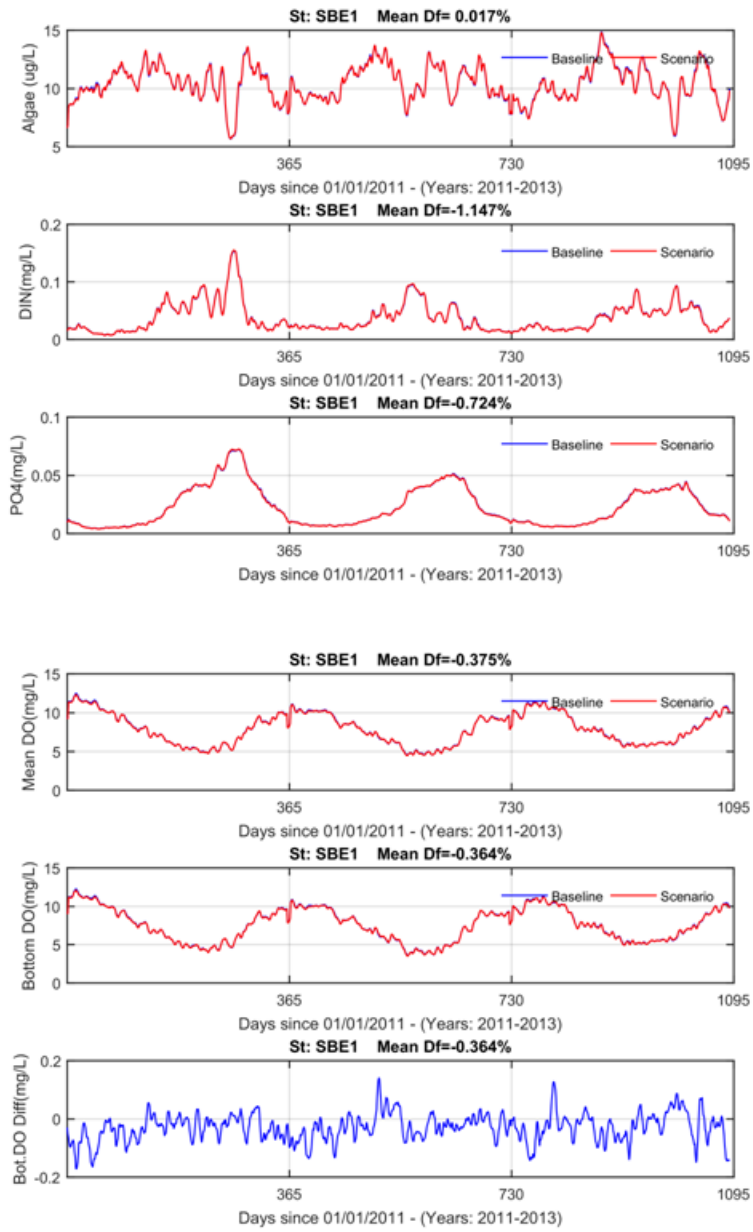 St: SBE1 Mean Df= 0.017%
15
10
5
Algae (ug/L)
Baseline Scenario
365 730 1095
Days since 01/01/2011 - (Years: 2011-2013)
St: SBE1 Mean Df=-1.147%
0.2
0.1
0
DIN(mg/L)
Baseline Scenario
365 730 1095
Days since 01/01/2011 - (Years: 2011-2013)
St: SBE1 Mean Df=-0.724%
0.1
0.05
0
PO4(mg/L)
Baseline Scenario
365 730 1095
Days since 01/01/2011 - (Years: 2011-2013)
St: SBE1 Mean Df=-0.375%
15
10
5
0
Mean DO(mg/L)
Baseline Scenario
365 730 1095
Days since 01/01/2011 - (Years: 2011-2013)
St: SBE1 Mean Df=-0.364%
15
10
5
0
Bottom DO(mg/L)
Baseline Scenario
365 730 1095
Days since 01/01/2011 - (Years: 2011-2013)
St: SBE1 Mean Df=-0.364%
0.2
0
-0.2
Bot.DO Diff(mg/L)
365 730 1095
Days since 01/01/2011 - (Years: 2011-2013)